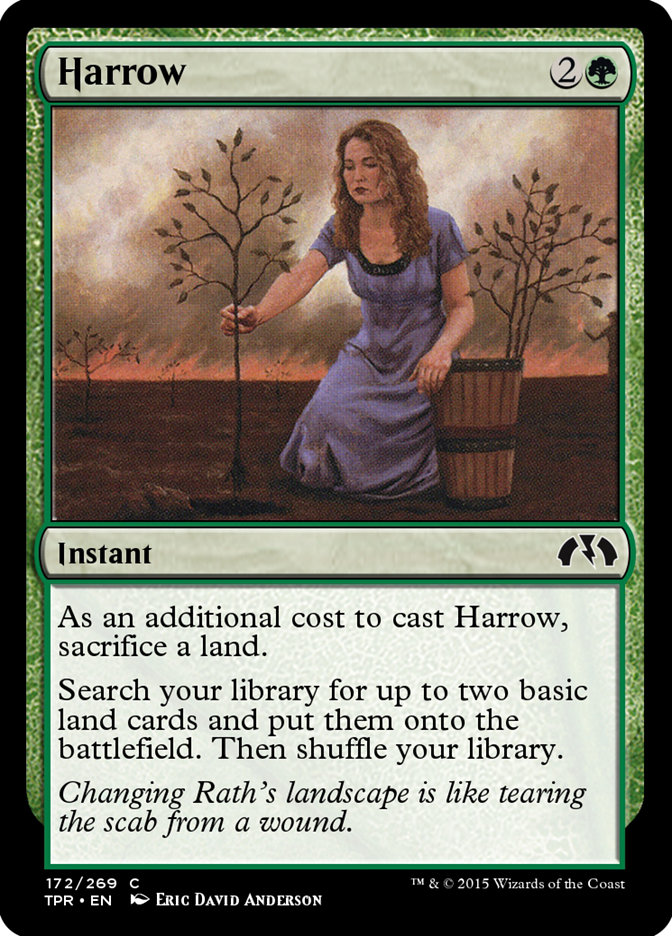 Harrow 2
Instant
As an additional cost to cast Harrow,
sacrifice a land.
Search your library for up to two basic
land cards and put them onto the
battlefield. Then shuffle your library.
Changing Rath's landscape is like tearing
the scab from a wound.
172/269 C
™ & © 2015 Wizards of the Coast
TPR • EN Eric David Anderson